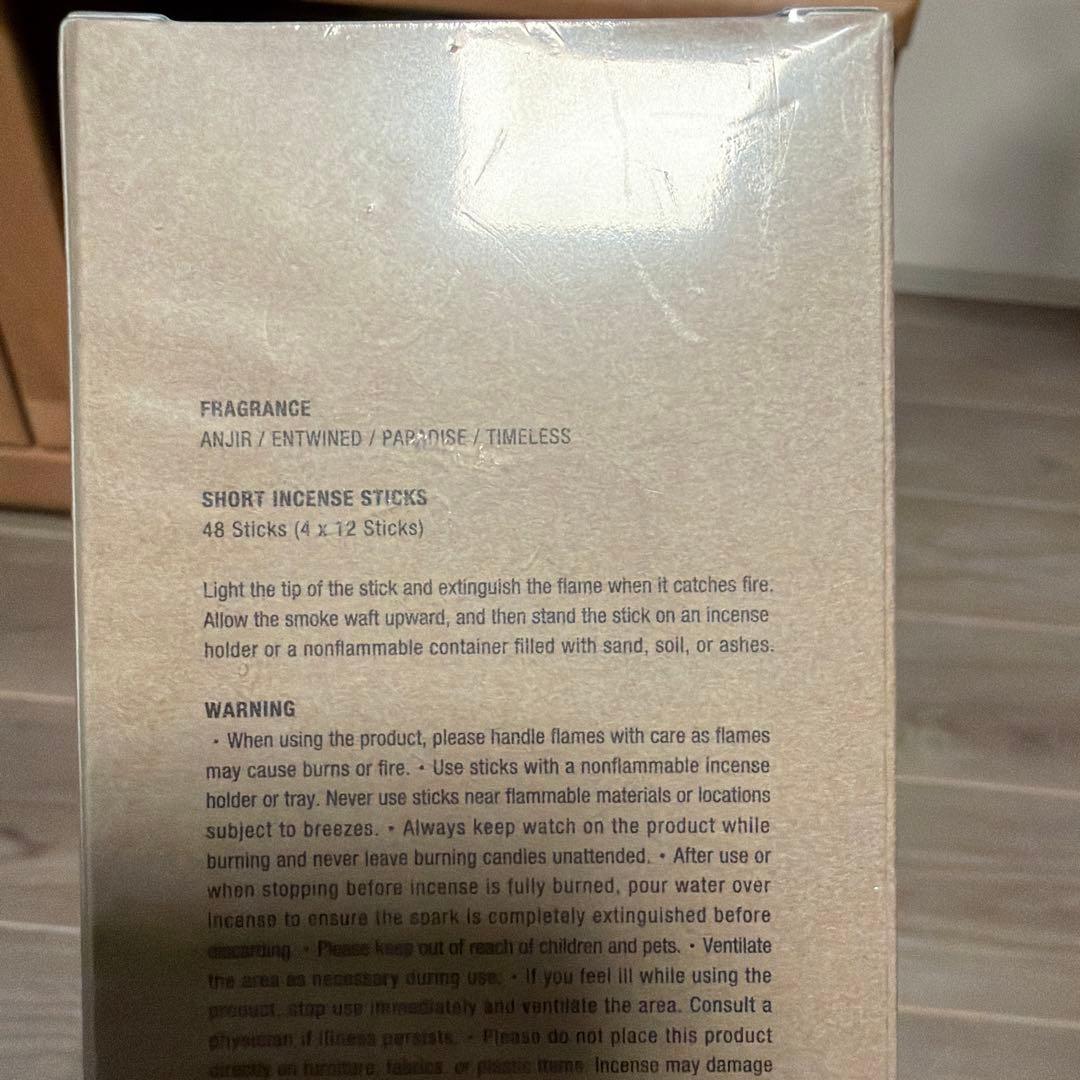 FRAGRANCE
ANJIR / ENTWINED / PARADISE / TIMELESS
SHORT INCENSE STICKS
48 Sticks (4 x 12 Sticks)
Light the tip of the stick and extinguish the flame when it catches fire.
Allow the smoke waft upward, and then stand the stick on an incense
holder or a nonflammable container filled with sand, soil, or ashes.
WARNING
• When using the product, please handle flames with care as flames
may cause burns or fire. • Use sticks with a nonflammable incense
holder or tray. Never use sticks near flammable materials or locations
subject to breezes. • Always keep watch on the product while
burning and never leave burning candles unattended. • After use or
when stopping before incense is fully burned, pour water over
incense to ensure the spark is completely extinguished before
discarding. • Please keep out of reach of children and pets. • Ventilate
the area as necessary during use. • If you feel ill while using the
product, stop use immediately and ventilate the area. Consult a
physician if illness persists. • Please do not place this product
directly on furniture, fabrics, or plastic items. Incense may damage